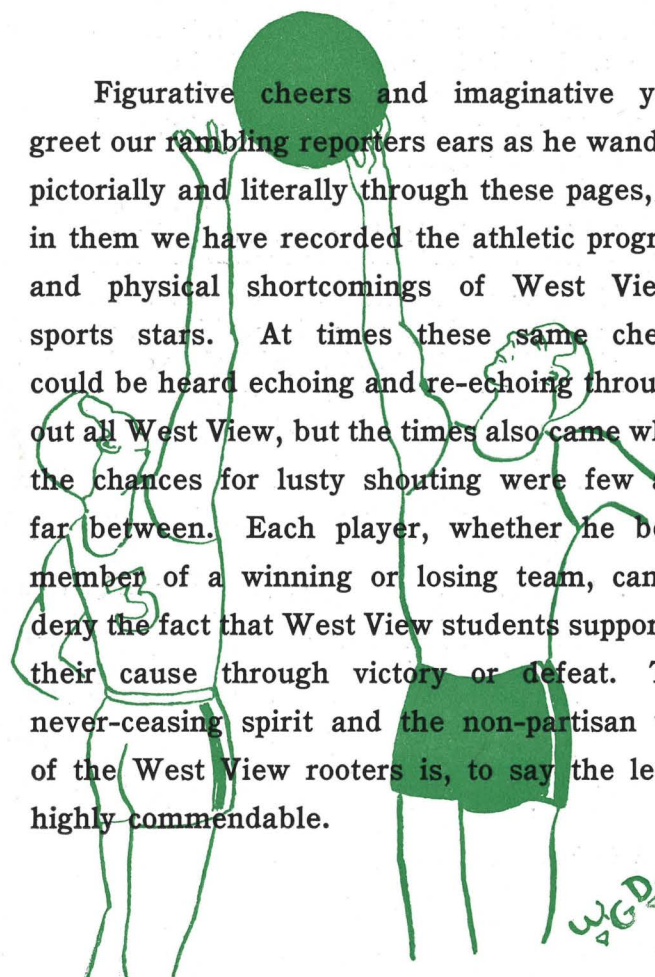 Figurative cheers and imaginative y
greet our rambling reporters ears as he wand
pictorially and literally through these pages,
in them we have recorded the athletic progr
and physical shortcomings of West Vie
sports stars. At times these same che
could be heard echoing and re-echoing throu
out all West View, but the times also came wh
the chances for lusty shouting were few a
far between. Each player, whether he be
member of a winning or losing team, can
deny the fact that West View students suppor
their cause through victory or defeat. T
never-ceasing spirit and the non-partisan
of the West View rooters is, to say the le
highly commendable.
3
W.G.D.